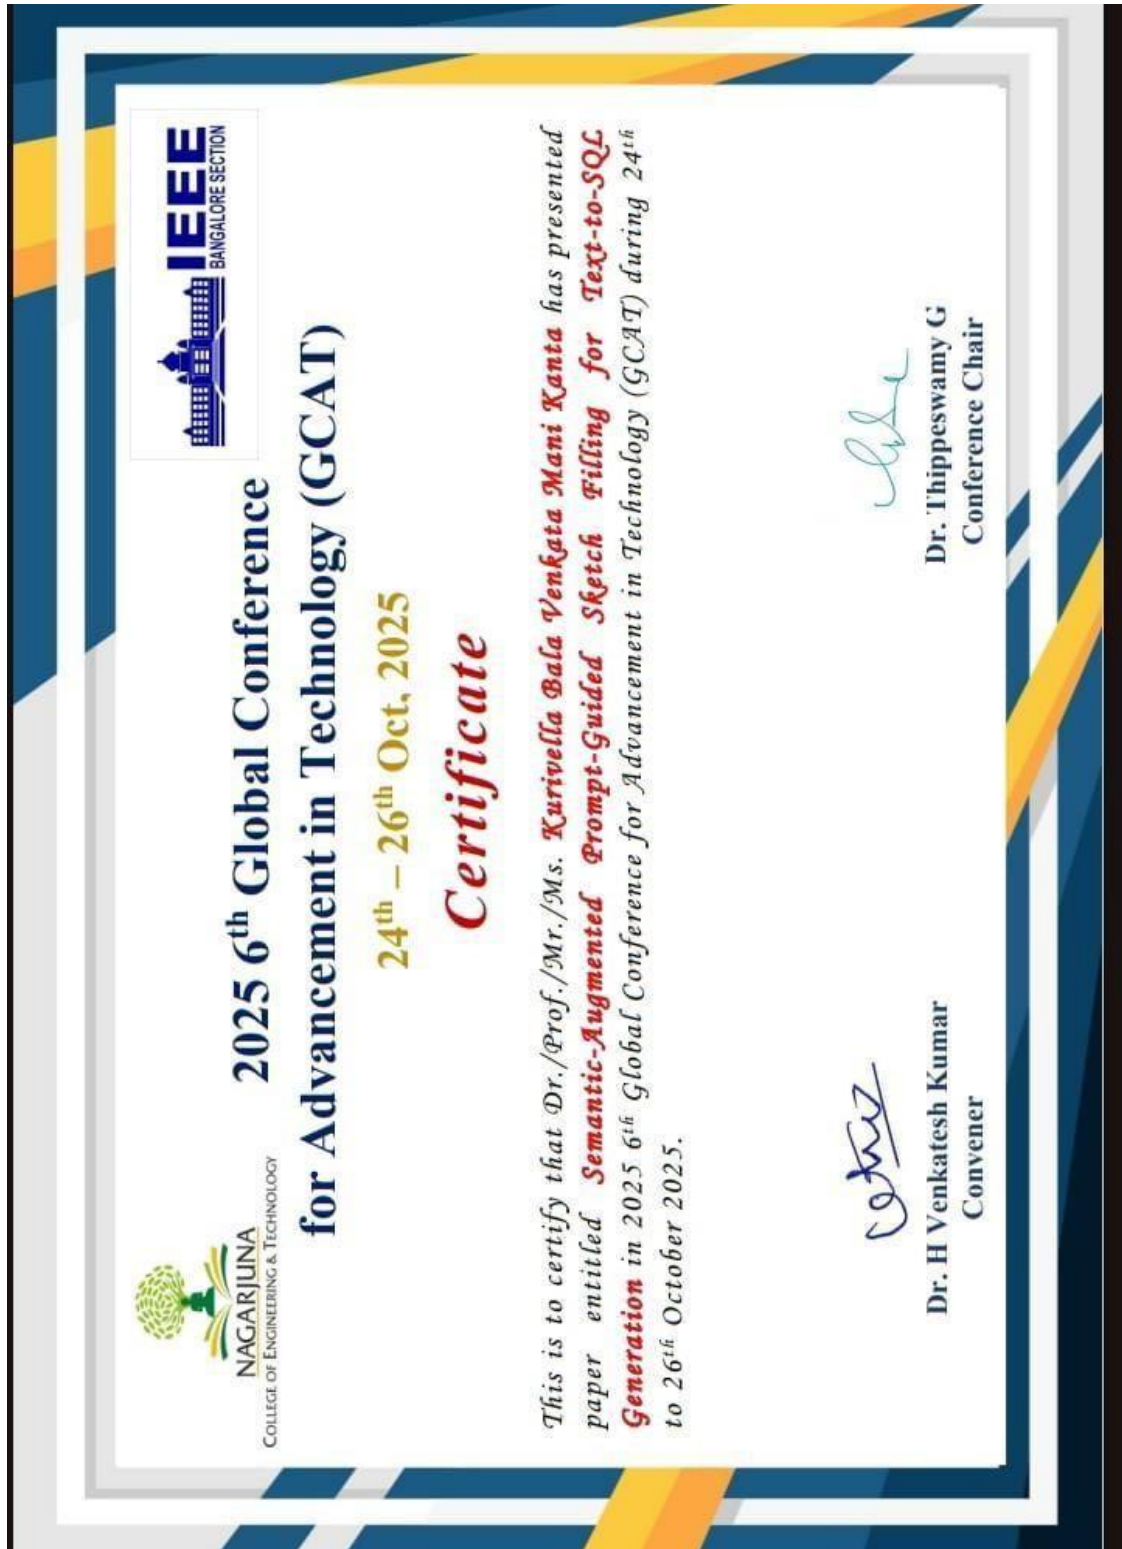 NAGARJUNA
COLLEGE OF ENGINEERING & TECHNOLOGY
IEEE
BANGALORE SECTION
2025 6th Global Conference
for Advancement in Technology (GCAT)
24th – 26th Oct, 2025
Certificate
This is to certify that Dr./Prof./Mr./Ms. Kurivella Bala Venkata Mani Kanta has presented
paper entitled Semantic-Augmented Prompt-Guided Sketch Filling for Text-to-SQL
Generation in 2025 6th Global Conference for Advancement in Technology (GCAT) during 24th
to 26th October 2025.
Dr. H Venkatesh Kumar
Convener
Dr. Thippeswamy G
Conference Chair